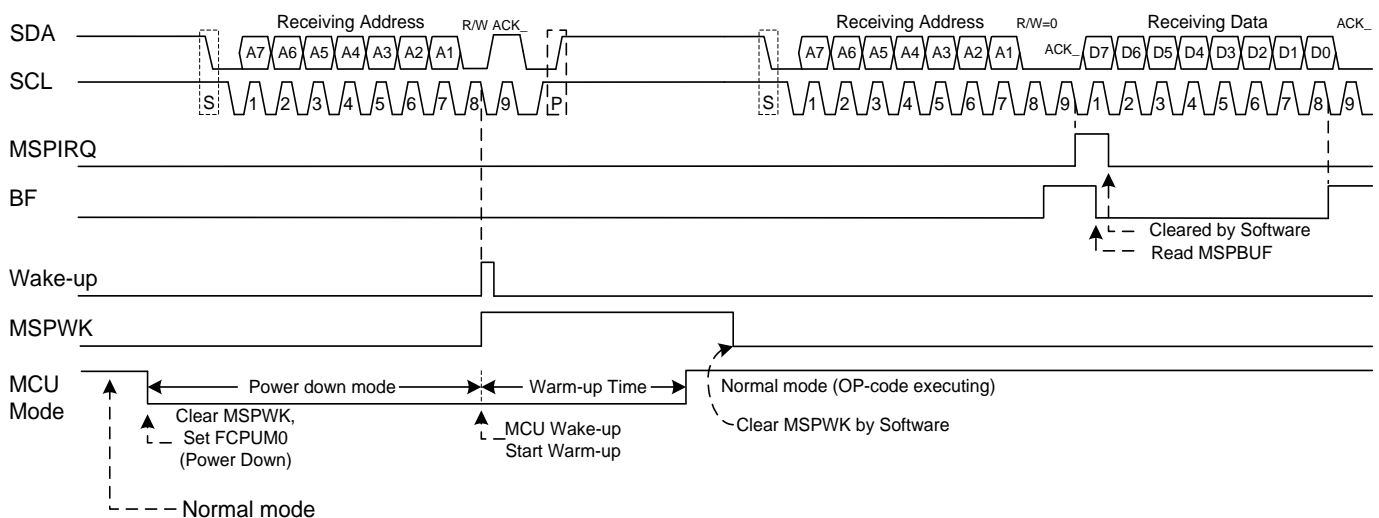 Receiving Address R/W ACK_ Receiving Address R/W=0 Receiving Data ACK_
SDA A7 A6 A5 A4 A3 A2 A1 A7 A6 A5 A4 A3 A2 A1 ACK_ D7 D6 D5 D4 D3 D2 D1 D0
SCL
S 1 2 3 4 5 6 7 8 9 P S 1 2 3 4 5 6 7 8 9 1 2 3 4 5 6 7 8 9
MSPIRQ
BF
Cleared by Software
Read MSPBUF
Wake-up
MSPWK
MCU
Mode
Power down mode Warm-up Time Normal mode (OP-code executing)
Clear MSPWK,
Set FCPUM0
(Power Down)
MCU Wake-up
Start Warm-up
Clear MSPWK by Software
Normal mode